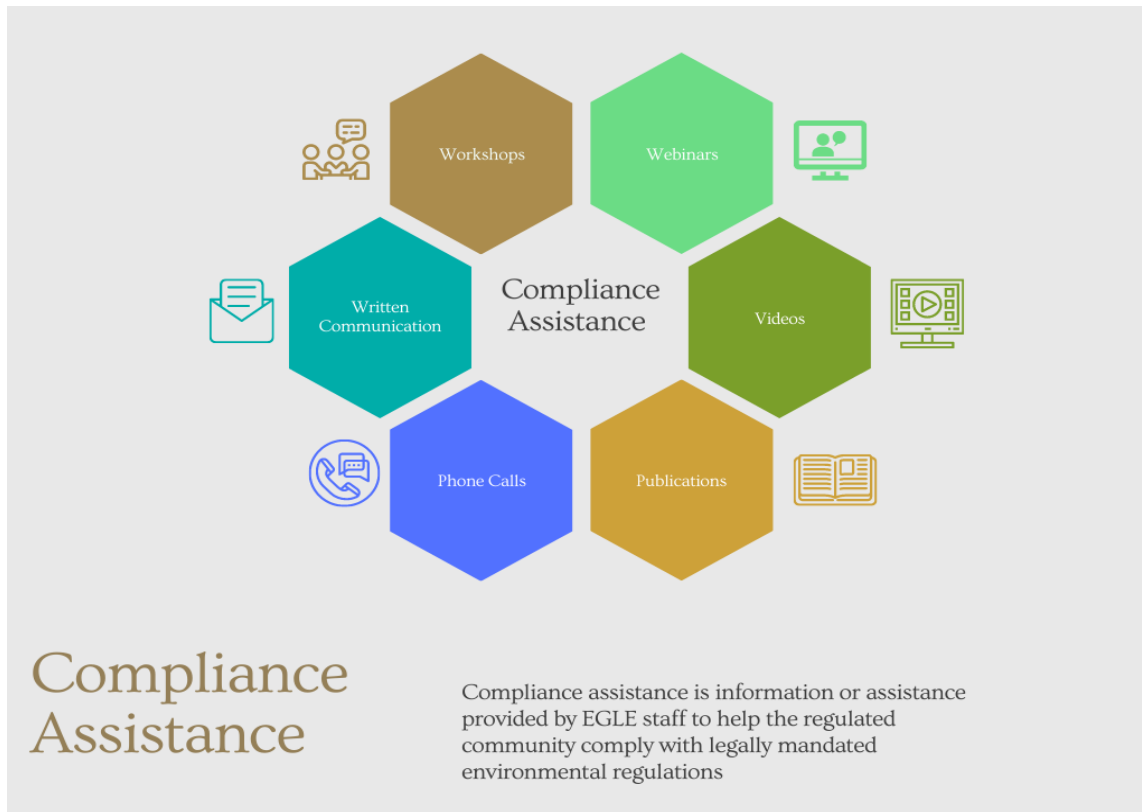 Workshops
Webinars
Written
Communication
Compliance
Assistance
Videos
Phone Calls
Publications
Compliance
Assistance
Compliance assistance is information or assistance
provided by EGLE staff to help the regulated
community comply with legally mandated
environmental regulations